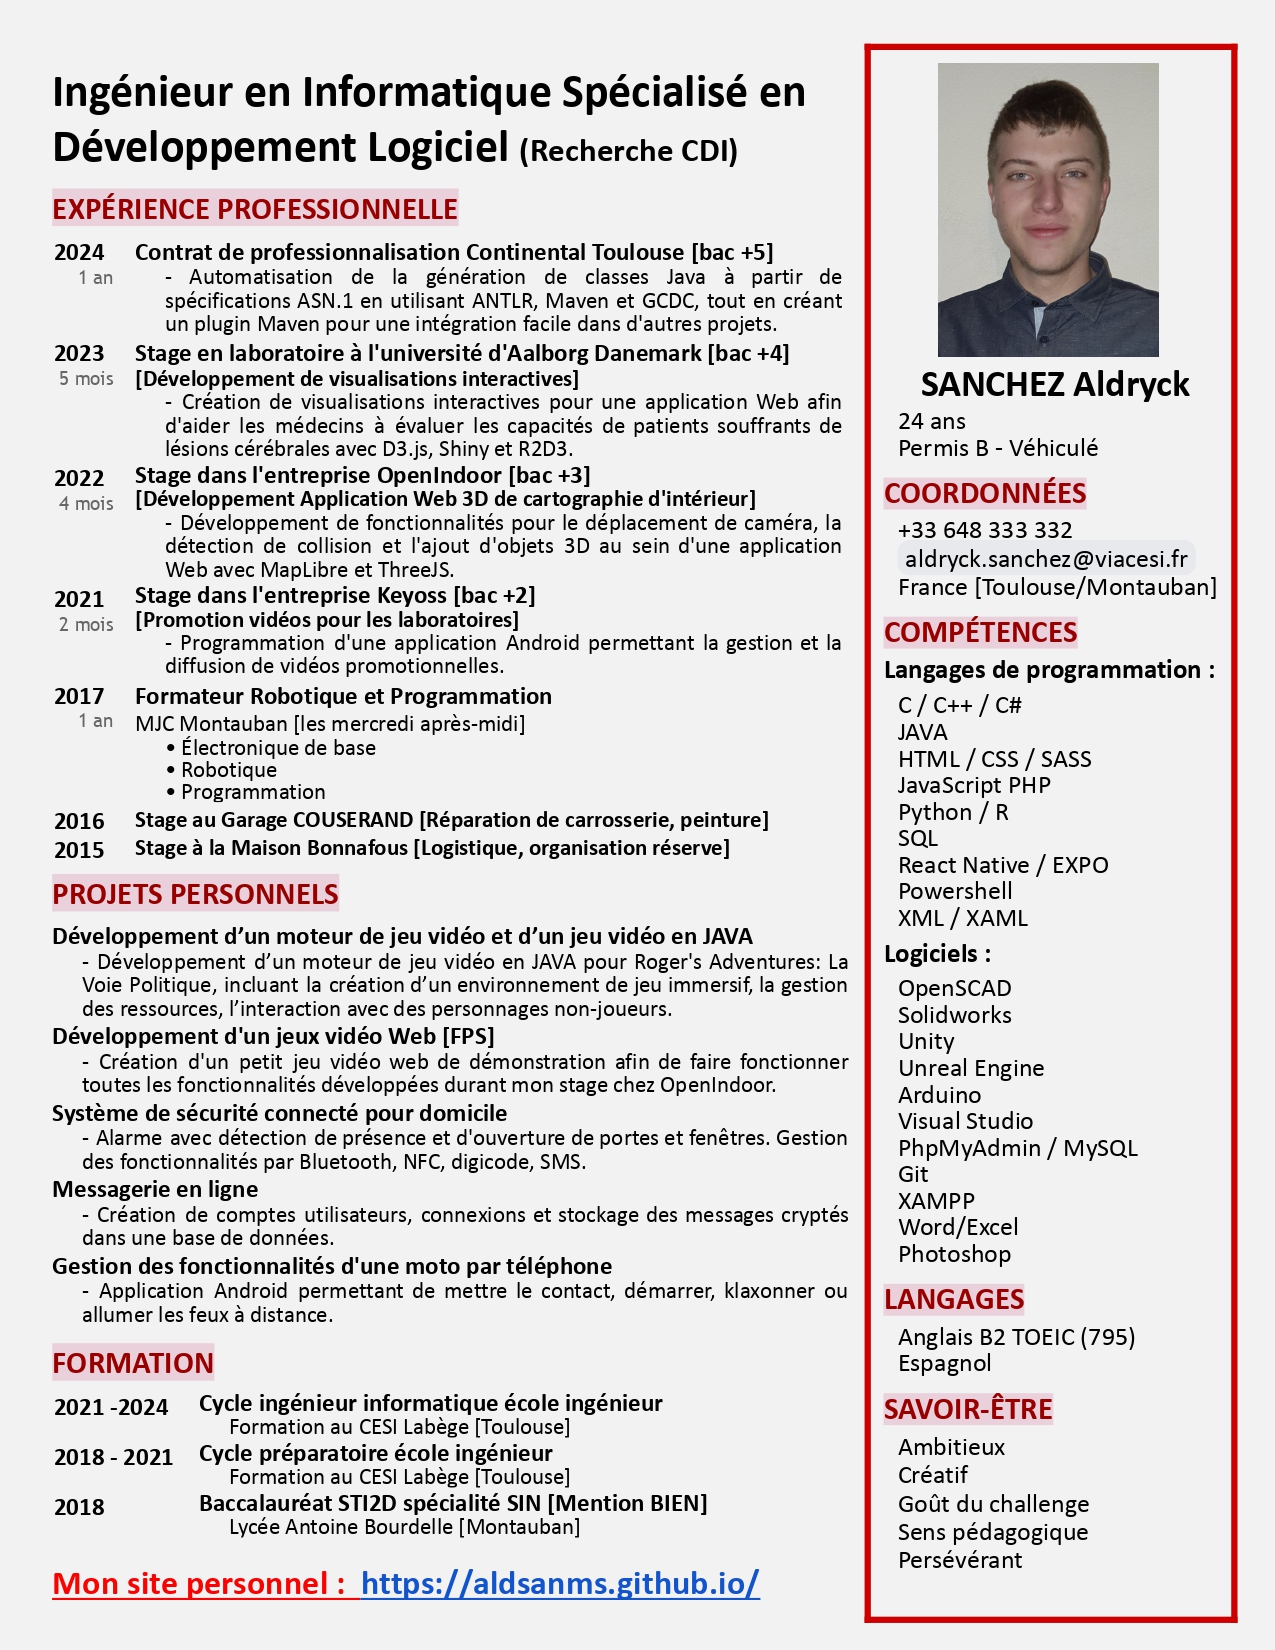 Ingénieur en Informatique Spécialisé en
Développement Logiciel (Recherche CDI)
EXPÉRIENCE PROFESSIONNELLE
2024 Contrat de professionnalisation Continental Toulouse [bac +5]
1 an - Automatisation de la génération de classes Java à partir de
spécifications ASN.1 en utilisant ANTLR, Maven et GCDC, tout en créant
un plugin Maven pour une intégration facile dans d'autres projets.
2023 Stage en laboratoire à l'université d'Aalborg Danemark [bac +4]
5 mois [Développement de visualisations interactives]
- Création de visualisations interactives pour une application Web afin
d'aider les médecins à évaluer les capacités de patients souffrants de
lésions cérébrales avec D3.js, Shiny et R2D3.
2022 Stage dans l'entreprise OpenIndoor [bac +3]
4 mois [Développement Application Web 3D de cartographie d'intérieur]
- Développement de fonctionnalités pour le déplacement de caméra, la
détection de collision et l'ajout d'objets 3D au sein d'une application
Web avec MapLibre et ThreeJS.
2021 Stage dans l'entreprise Keyoss [bac +2]
2 mois [Promotion vidéos pour les laboratoires]
- Programmation d'une application Android permettant la gestion et la
diffusion de vidéos promotionnelles.
2017 Formateur Robotique et Programmation
1 an MJC Montauban [les mercredi après-midi]
• Électronique de base
• Robotique
• Programmation
2016 Stage au Garage COUSERAND [Réparation de carrosserie, peinture]
2015 Stage à la Maison Bonnafous [Logistique, organisation réserve]
PROJETS PERSONNELS
Développement d’un moteur de jeu vidéo et d’un jeu vidéo en JAVA
- Développement d’un moteur de jeu vidéo en JAVA pour Roger's Adventures: La
Voie Politique, incluant la création d’un environnement de jeu immersif, la gestion
des ressources, l’interaction avec des personnages non-joueurs.
Développement d'un jeux vidéo Web [FPS]
- Création d'un petit jeu vidéo web de démonstration afin de faire fonctionner
toutes les fonctionnalités développées durant mon stage chez OpenIndoor.
Système de sécurité connecté pour domicile
- Alarme avec détection de présence et d'ouverture de portes et fenêtres. Gestion
des fonctionnalités par Bluetooth, NFC, digicode, SMS.
Messagerie en ligne
- Création de comptes utilisateurs, connexions et stockage des messages cryptés
dans une base de données.
Gestion des fonctionnalités d'une moto par téléphone
- Application Android permettant de mettre le contact, démarrer, klaxonner ou
allumer les feux à distance.
FORMATION
2021 -2024 Cycle ingénieur informatique école ingénieur
Formation au CESI Labège [Toulouse]
2018 - 2021 Cycle préparatoire école ingénieur
Formation au CESI Labège [Toulouse]
2018 Baccalauréat STI2D spécialité SIN [Mention BIEN]
Lycée Antoine Bourdelle [Montauban]
Mon site personnel : https://aldsanms.github.io/
SANCHEZ Aldryck
24 ans
Permis B - Véhiculé
COORDONNÉES
+33 648 333 332
aldryck.sanchez@viacesi.fr
France [Toulouse/Montauban]
COMPÉTENCES
Langages de programmation :
C / C++ / C#
JAVA
HTML / CSS / SASS
JavaScript PHP
Python / R
SQL
React Native / EXPO
Powershell
XML / XAML
Logiciels :
OpenSCAD
Solidworks
Unity
Unreal Engine
Arduino
Visual Studio
PhpMyAdmin / MySQL
Git
XAMPP
Word/Excel
Photoshop
LANGAGES
Anglais B2 TOEIC (795)
Espagnol
SAVOIR-ÊTRE
Ambitieux
Créatif
Goût du challenge
Sens pédagogique
Persévérant